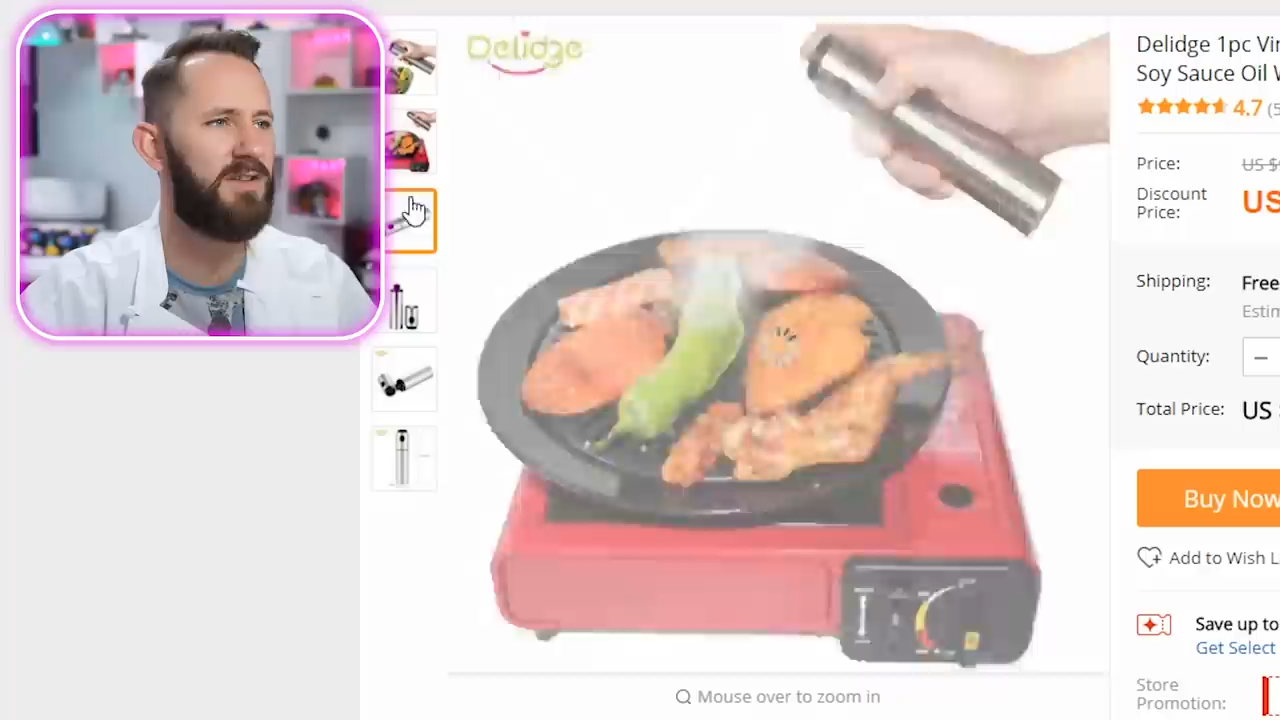 Delidge
Delidge 1pc
Soy Sauce Oil
4.7
Price:
US $
Discount
Price:
US
Shipping:
Free
Quantity:
Total Price:
US
Buy Now
Add to Wish
Save up to
Get Select
Store
Promotion:
Mouse over to zoom in